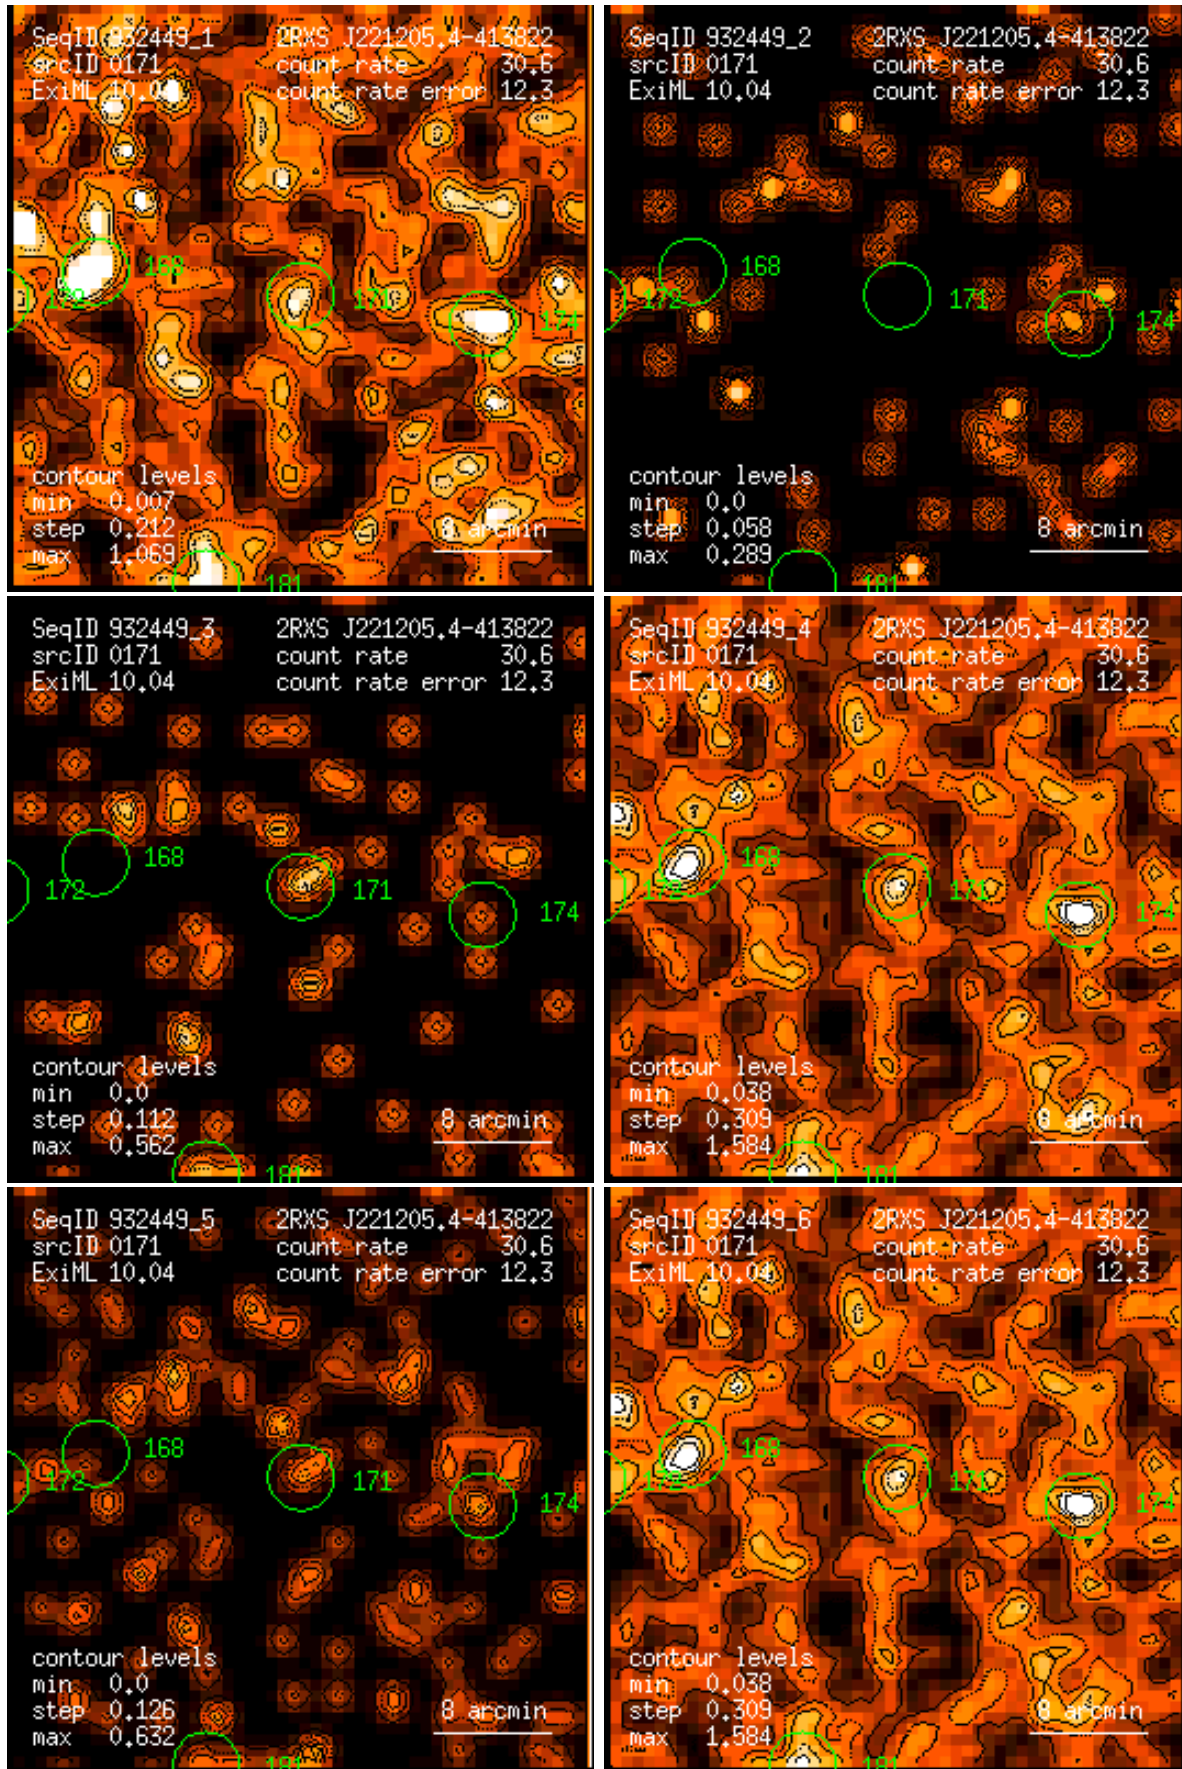 SeqID 932449_1 2RXS J221205.4-413822
srcID 0171 count rate 30.6
ExiML 10.04 count rate error 12.3
168
172
171
174
contour levels
min 0.007
step 0.212
max 1.069
8 arcmin
181
SeqID 932449_2 2RXS J221205.4-413822
srcID 0171 count rate 30.6
ExiML 10.04 count rate error 12.3
168
172
171
174
contour levels
min 0.0
step 0.058
max 0.289
8 arcmin
181
SeqID 932449_3 2RXS J221205.4-413822
srcID 0171 count rate 30.6
ExiML 10.04 count rate error 12.3
168
172
171
174
contour levels
min 0.0
step 0.112
max 0.562
8 arcmin
181
SeqID 932449_4 2RXS J221205.4-413822
srcID 0171 count rate 30.6
ExiML 10.04 count rate error 12.3
168
172
171
174
contour levels
min 0.038
step 0.309
max 1.584
8 arcmin
181
SeqID 932449_5 2RXS J221205.4-413822
srcID 0171 count rate 30.6
ExiML 10.04 count rate error 12.3
168
172
171
174
contour levels
min 0.0
step 0.126
max 0.632
8 arcmin
181
SeqID 932449_6 2RXS J221205.4-413822
srcID 0171 count rate 30.6
ExiML 10.04 count rate error 12.3
168
172
171
174
contour levels
min 0.038
step 0.309
max 1.584
8 arcmin
181